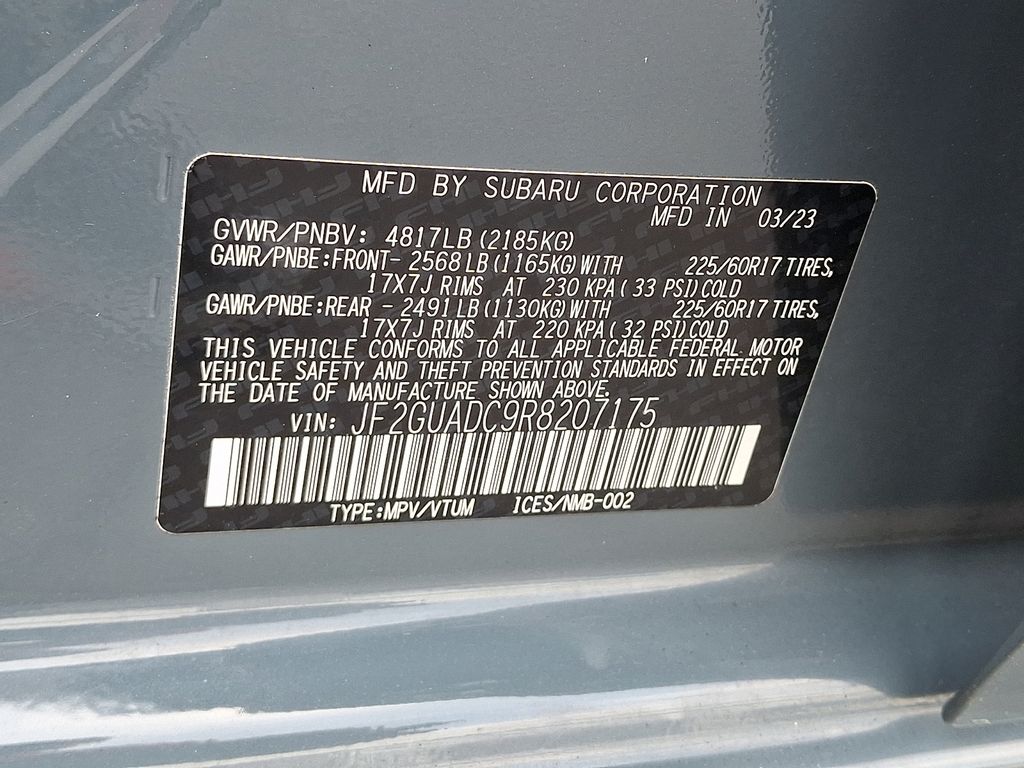 MFD BY SUBARU CORPORATION
MFD IN 03/23
GVWR/PNBV: 4817LB (2185KG)
GAWR/PNBE:FRONT- 2568 LB (1165KG) WITH 225/60R17 TIRES,
17X7J RIMS AT 230 KPA ( 33 PSI) COLD
GAWR/PNBE:REAR - 2491 LB (1130KG) WITH 225/60R17 TIRES,
17X7J RIMS AT 220 KPA ( 32 PSI) COLD
THIS VEHICLE CONFORMS TO ALL APPLICABLE FEDERAL MOTOR
VEHICLE SAFETY AND THEFT PREVENTION STANDARDS IN EFFECT ON
THE DATE OF MANUFACTURE SHOWN ABOVE.
VIN: JF2GUADC9R8207175
TYPE:MPV/VTUM ICES/NMB-002